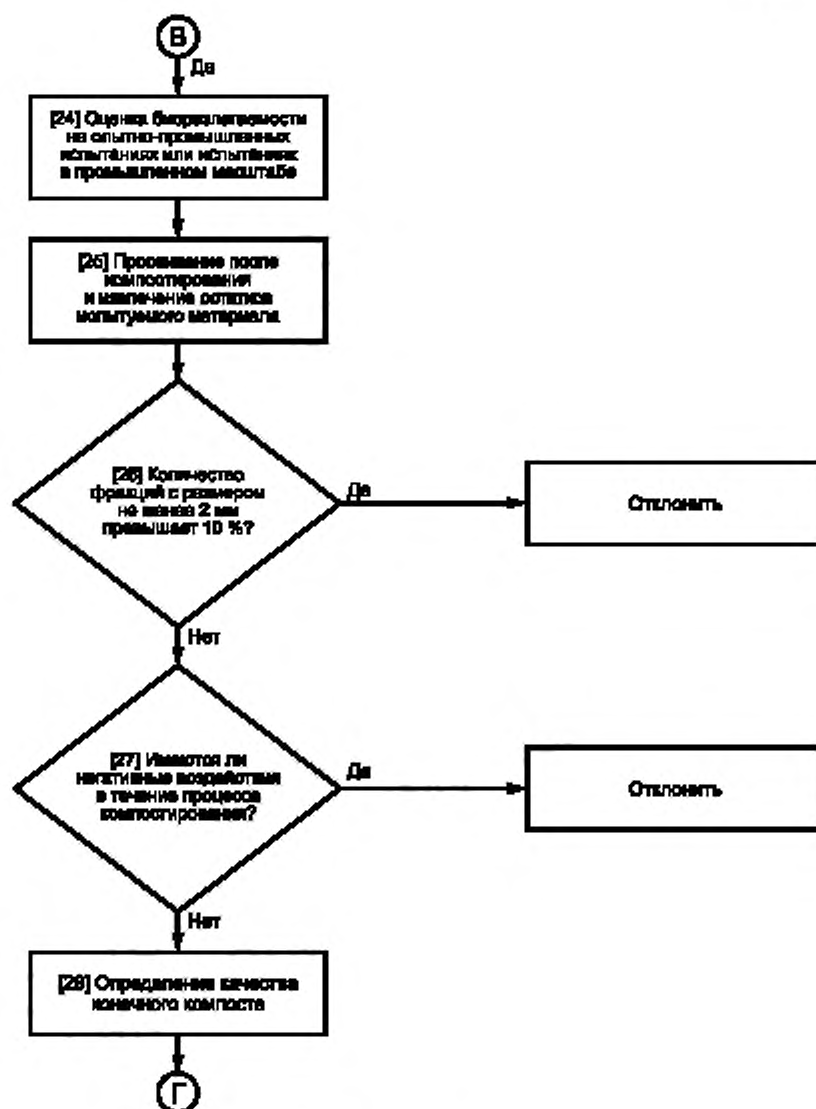 В
Да
[24] Оценка биоразлагаемости
на опытно-промышленных
испытаниях или испытаниях
в промышленном масштабе
[25] Просеивание после
компостирования
и извлечение остатков
испытуемого материала
[26] Количество
фракций с размером
не менее 2 мм
превышает 10 %?
Да
Отклонить
Нет
[27] Имеются ли
негативные воздействия
в течение процесса
компостирования?
Да
Отклонить
Нет
[28] Определение качества
конечного компоста
Г